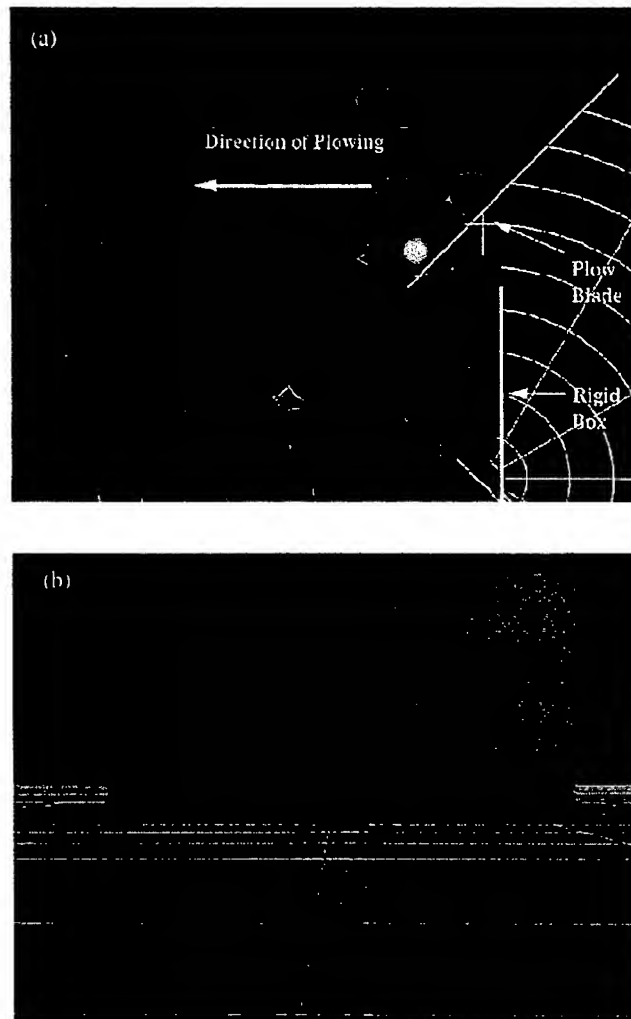 (a)
Direction of Plowing
Plow
Blade
Rigid
Box
(b)